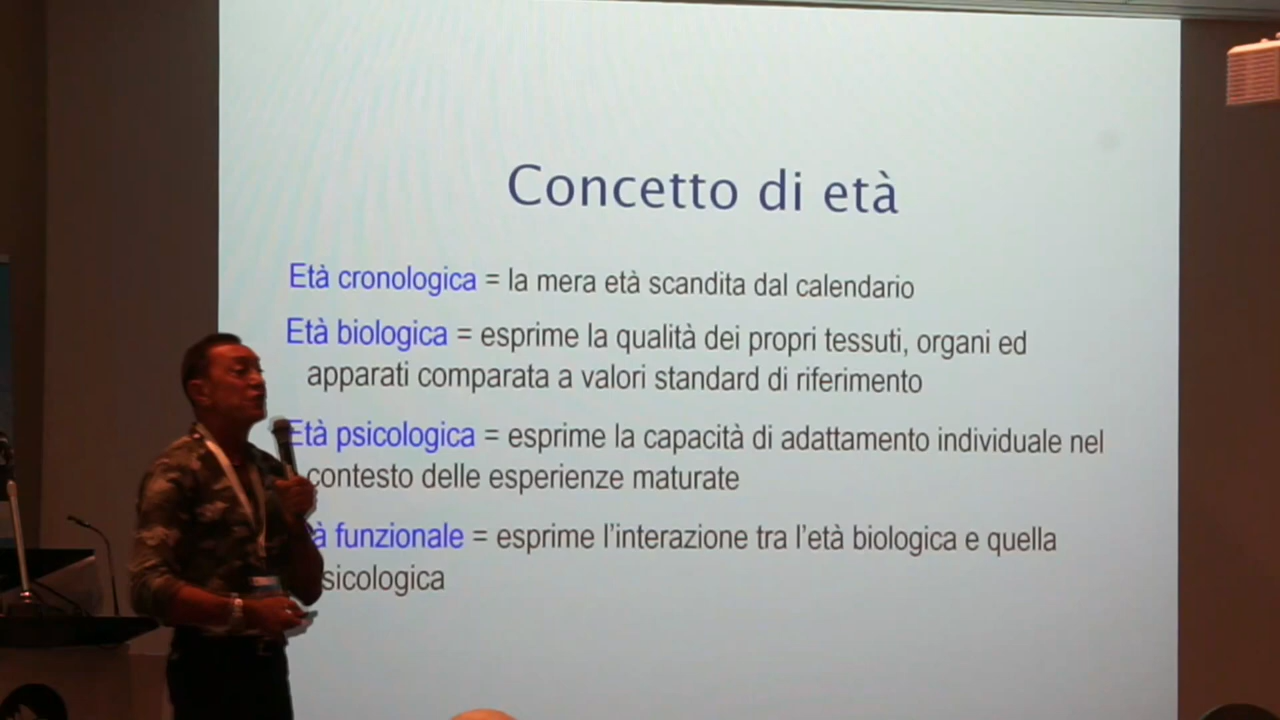 Concetto di età
Età cronologica = la mera età scandita dal calendario
Età biologica = esprime la qualità dei propri tessuti, organi ed
apparati comparata a valori standard di riferimento
Età psicologica = esprime la capacità di adattamento individuale nel
contesto delle esperienze maturate
à funzionale = esprime l'interazione tra l'età biologica e quella
sicologica